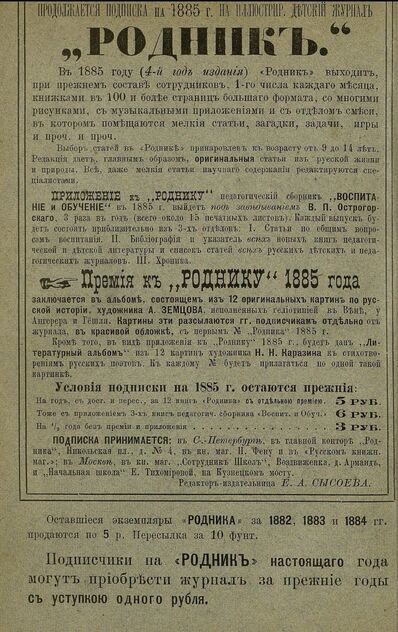 ПРОДОЛЖАЕТСЯ ПОДПИСКА на 1885 г. НА ИЛЛЮСТРИР. ДѢТСКІЙ ЖУРНАЛЪ
„РОДНИКЪ.“
Въ 1885 году (4-й годъ изданія) «Родникъ» выходитъ,
при прежнемъ составѣ сотрудниковъ, 1-го числа каждаго мѣсяца,
книжками въ 100 и болѣе страницъ большаго формата, со многими
рисунками, съ музыкальными приложеніями и съ отдѣломъ смѣси,
въ которомъ помѣщаются мелкія статейки, загадки, задачи, игры
и проч. и проч.
Выборъ статей въ «Родникѣ» принаровленъ къ возрасту отъ 9 до 14 лѣтъ.
Редакція даетъ, главнымъ образомъ, оригинальныя статьи изъ русской жизни
и природы. Всѣ, даже мелкія статьи научнаго содержанія редактируются спе-
ціалистами.
ПРИЛОЖЕНІЕ къ „РОДНИКУ“ педагогическій сборникъ „ВОСПИТА-
НІЕ и ОБУЧЕНІЕ“ въ 1885 г. выйдетъ подъ завѣдываніемъ В. П. Острогор-
скаго, 3 раза въ годъ (всего около 15 печатныхъ листовъ). Каждый выпускъ бу-
детъ состоять приблизительно изъ 3-хъ отдѣловъ: I. Статьи по общимъ вопро-
самъ воспитанія. II. Библіографія и указатель всѣхъ новыхъ книгъ педагоги-
ческой и дѣтской литературы и списокъ статей всѣхъ русскихъ дѣтскихъ и педа-
гогическихъ журналовъ. III. Хроника.
Премія къ „РОДНИКУ“ 1885 года
заключается въ альбомѣ, состоящемъ изъ 12 оригинальныхъ картинъ по рус-
ской исторіи, художника А. ЗЕМЦОВА, исполненныхъ геліогипіей въ Вѣнѣ, у
Ангерера и Гёшля. Картины эти разсылаются гг. подписчикамъ отдѣльно отъ
журнала, въ красивой обложкѣ, съ первымъ № „Родника“ 1885 г.
Кромѣ того, въ видѣ приложенія къ „Роднику“ 1885 г., будетъ данъ „Ли-
тературный альбомъ“ изъ 12 картинъ художника Н. Н. Каразина къ стихотво-
реніямъ русскихъ поэтовъ. Къ каждому № будетъ прилагаться по одной такой
картинкѣ.
Условія подписки на 1885 г. остаются прежнія:
На годъ, съ дост. и перес., за 12 книгъ «Родника» съ отдѣльною преміею. 5 РУБ.
Тоже съ приложеніемъ 3-хъ книгъ педагогич. сборника «Воспит. и Обуч.» 6 РУБ.
На ½ года безъ преміи и приложенія . . . . 3 РУБ.
ПОДПИСКА ПРИНИМАЕТСЯ: въ С.-Петербургѣ, въ главной конторѣ „Род-
ника“, Никольская пл., д. № 4, въ кн. маг. П. Фену и въ «Русскомъ книжн.
маг.»; въ Москвѣ, въ кн. маг. „Сотрудникъ Школъ“, Воздвиженка, д. Армандъ,
и „Начальная школа“ Е. Тихоміровой, на Кузнецкомъ мосту.
Редакторъ-издательница Е. А. СЫСОЕВА.
Оставшіеся экземпляры «РОДНИКА» за 1882, 1883 и 1884 гг.
продаются по 5 р. Пересылка за 10 фунт.
Подписчики на «РОДНИКЪ» настоящаго года
могутъ пріобрѣсти журналъ за прежніе годы
съ уступкою одного рубля.